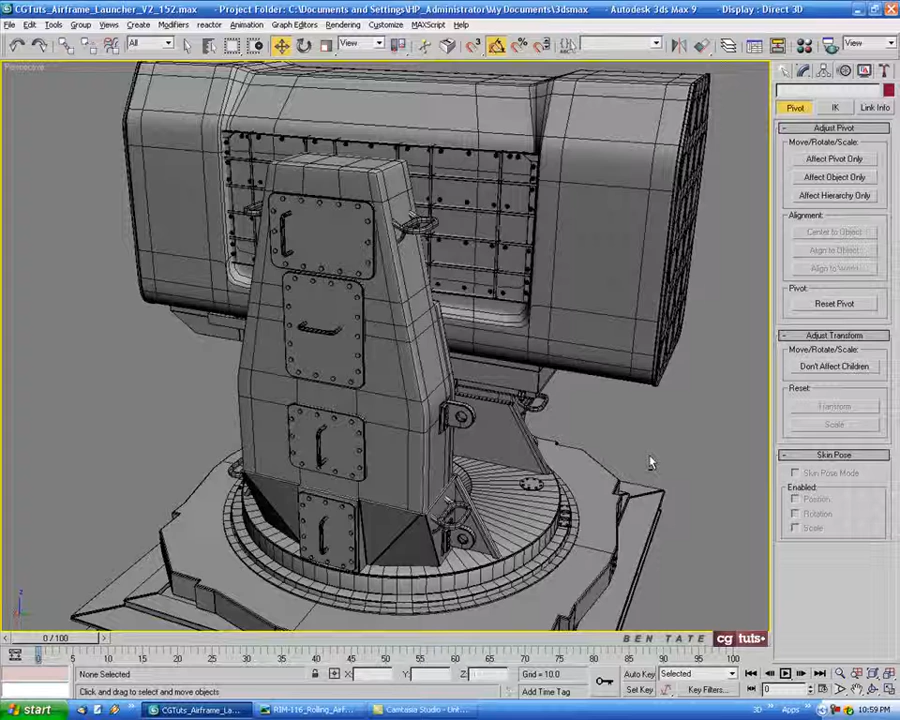 CGTuts_Airframe_Launcher_V2_152.max - Project Folder: C:\Documents and Settings\HP_Administrator\My Documents\3dsmax - Autodesk 3ds Max 9 - Display : Direct 3D
File Edit Tools Group Views Create Modifiers reactor Animation Graph Editors Rendering Customize MAXScript Help
All View View
Perspective
Pivot IK Link Info
- Adjust Pivot
Move/Rotate/Scale:
Affect Pivot Only
Affect Object Only
Affect Hierarchy Only
Alignment:
Center to Object
Align to Object
Align to World
Pivot:
Reset Pivot
- Adjust Transform
Move/Rotate/Scale:
Don't Affect Children
Reset:
Transform
Scale
- Skin Pose
Skin Pose Mode
Enabled:
Position
Rotation
Scale
BEN TATE cg tuts+
0 / 100
0 5 10 15 20 25 30 35 40 45 50 55 60 65 70 75 80 85 90 95 100
None Selected X: Y: Z: Grid = 10.0 Auto Key Selected
Click and drag to select and move objects Add Time Tag Set Key Key Filters... 0
start CGTuts_Airframe_La... RIM-116_Rolling_Airf... Camtasia Studio - Unt... 3D Apps 10:59 PM